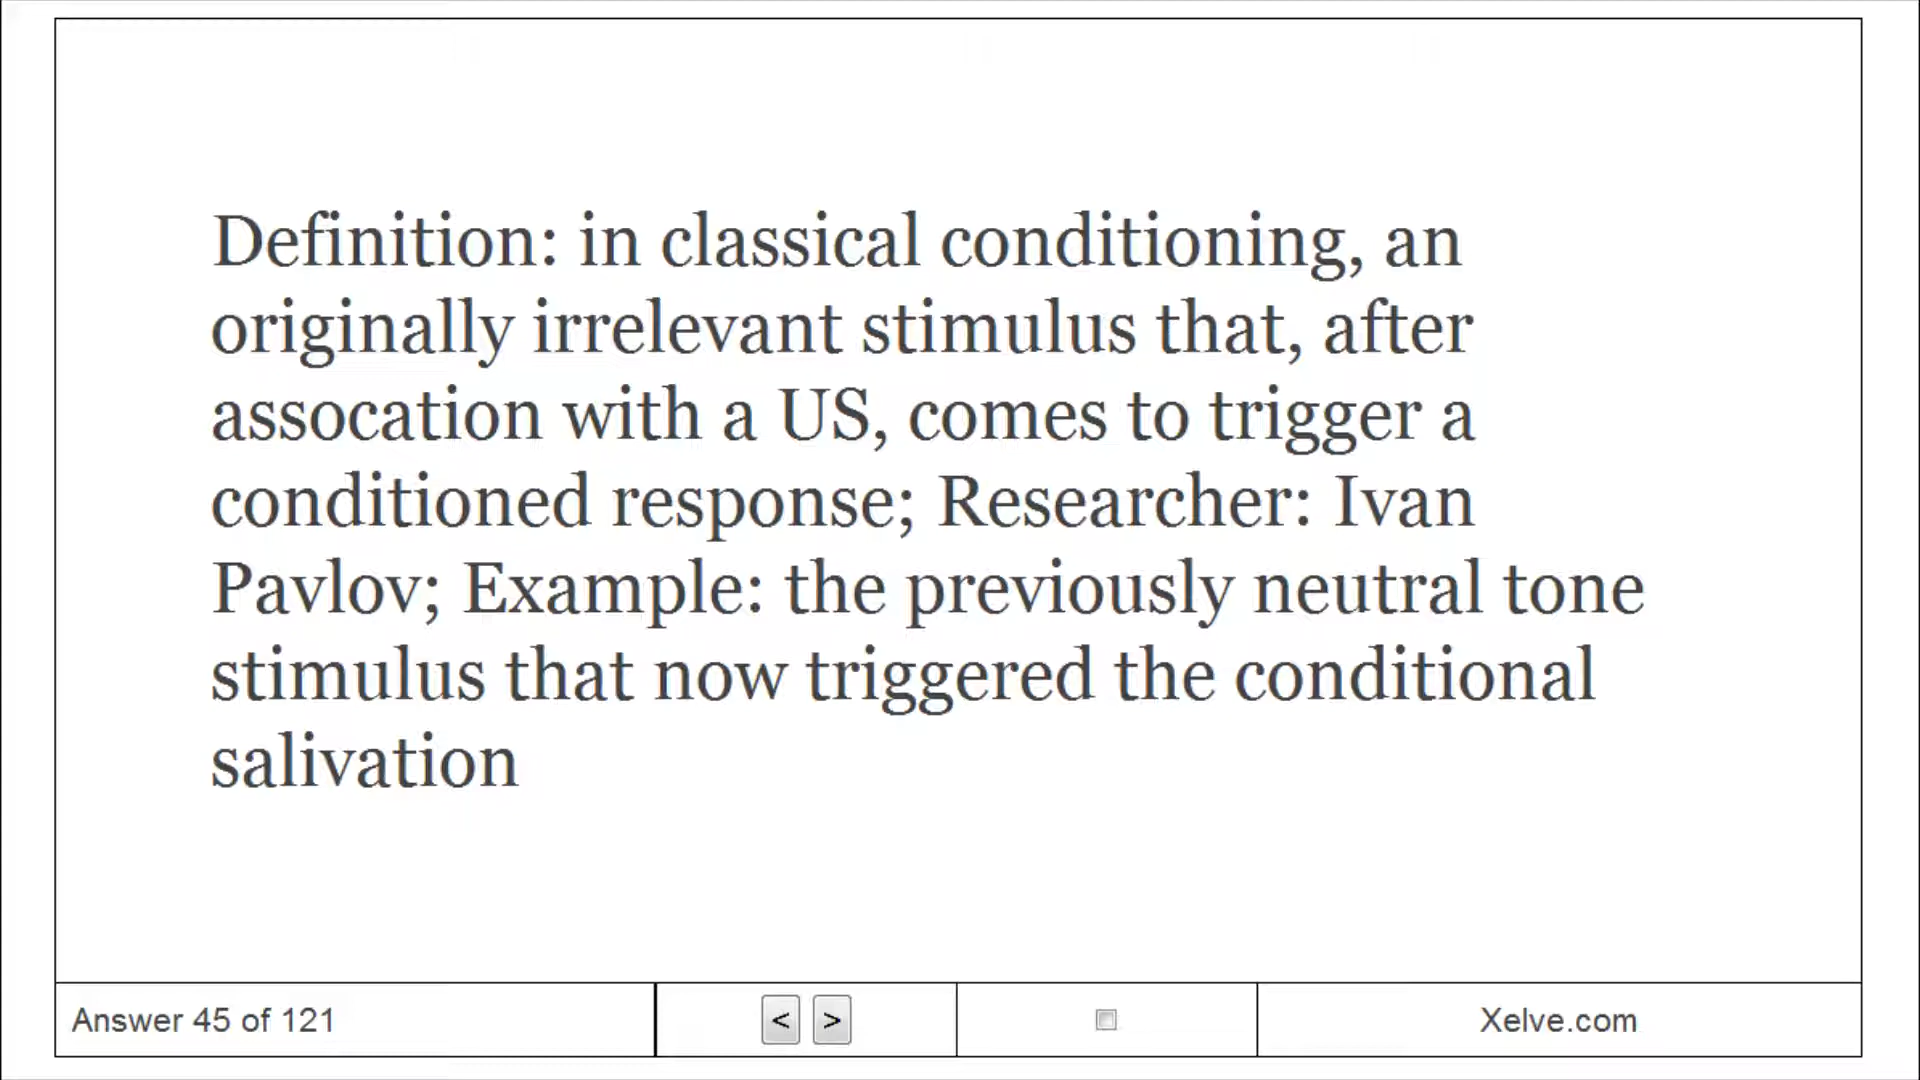 Definition: in classical conditioning, an
originally irrelevant stimulus that, after
assocation with a US, comes to trigger a
conditioned response; Researcher: Ivan
Pavlov; Example: the previously neutral tone
stimulus that now triggered the conditional
salivation
Answer 45 of 121
< >
Xelve.com